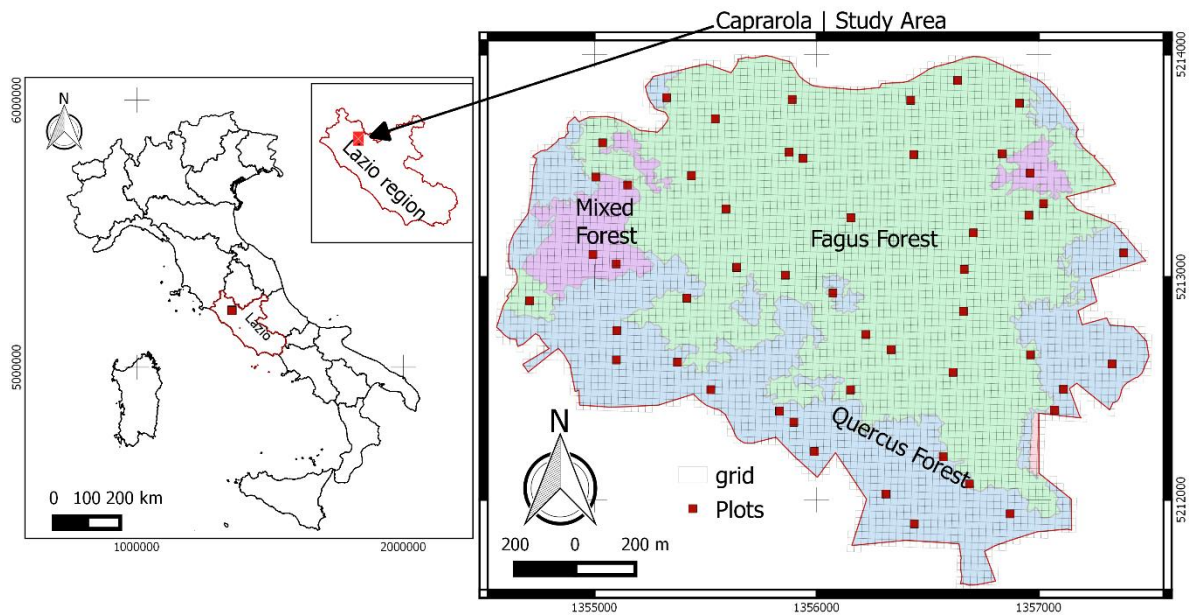 Caprarola | Study Area
N
Lazio region
Lazio
0 100 200 km
6000000
5000000
1000000
2000000
Mixed
Forest
Fagus Forest
Quercus Forest
N
grid
Plots
200 0 200 m
5214000
5213000
5212000
1355000
1356000
1357000